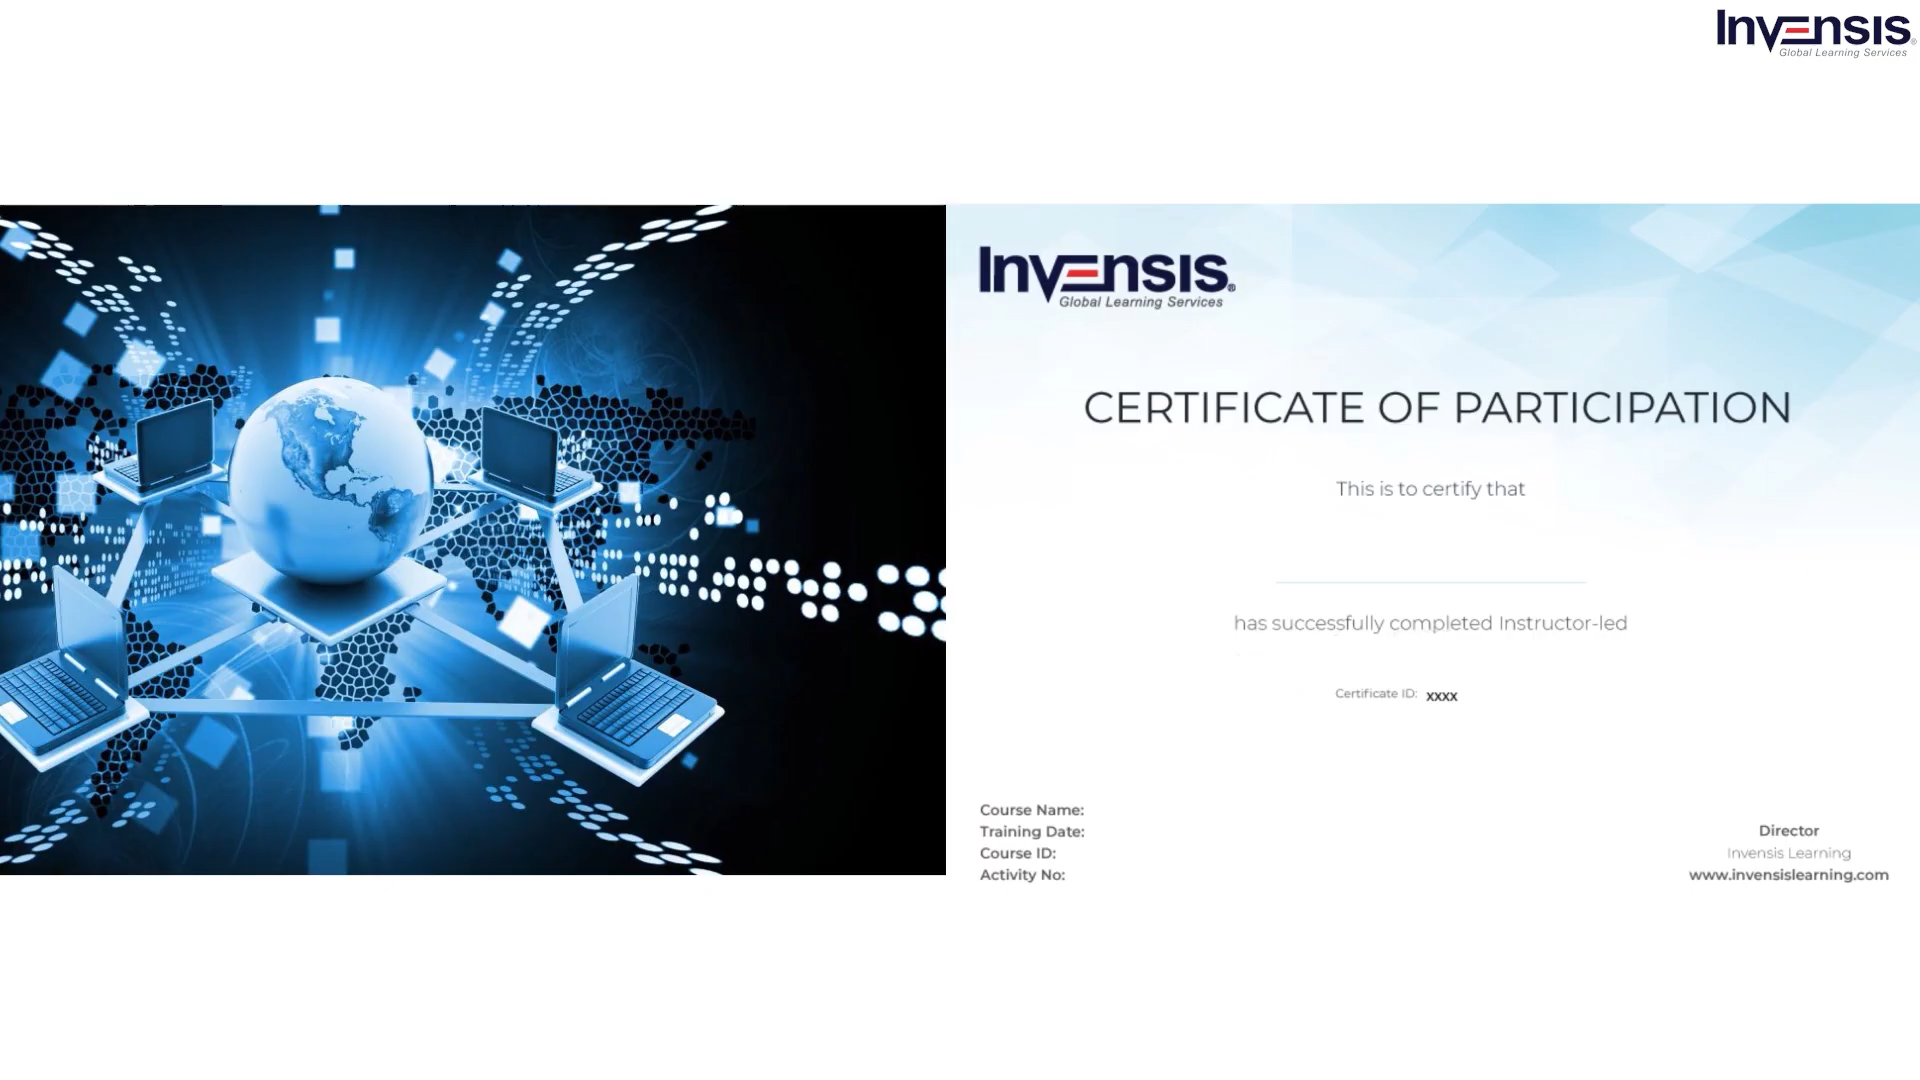 Invensis
Global Learning Services
Invensis®
Global Learning Services
CERTIFICATE OF PARTICIPATION
This is to certify that
has successfully completed Instructor-led
Certificate ID: XXXX
Course Name:
Training Date:
Course ID:
Activity No:
Director
Invensis Learning
www.invensislearning.com